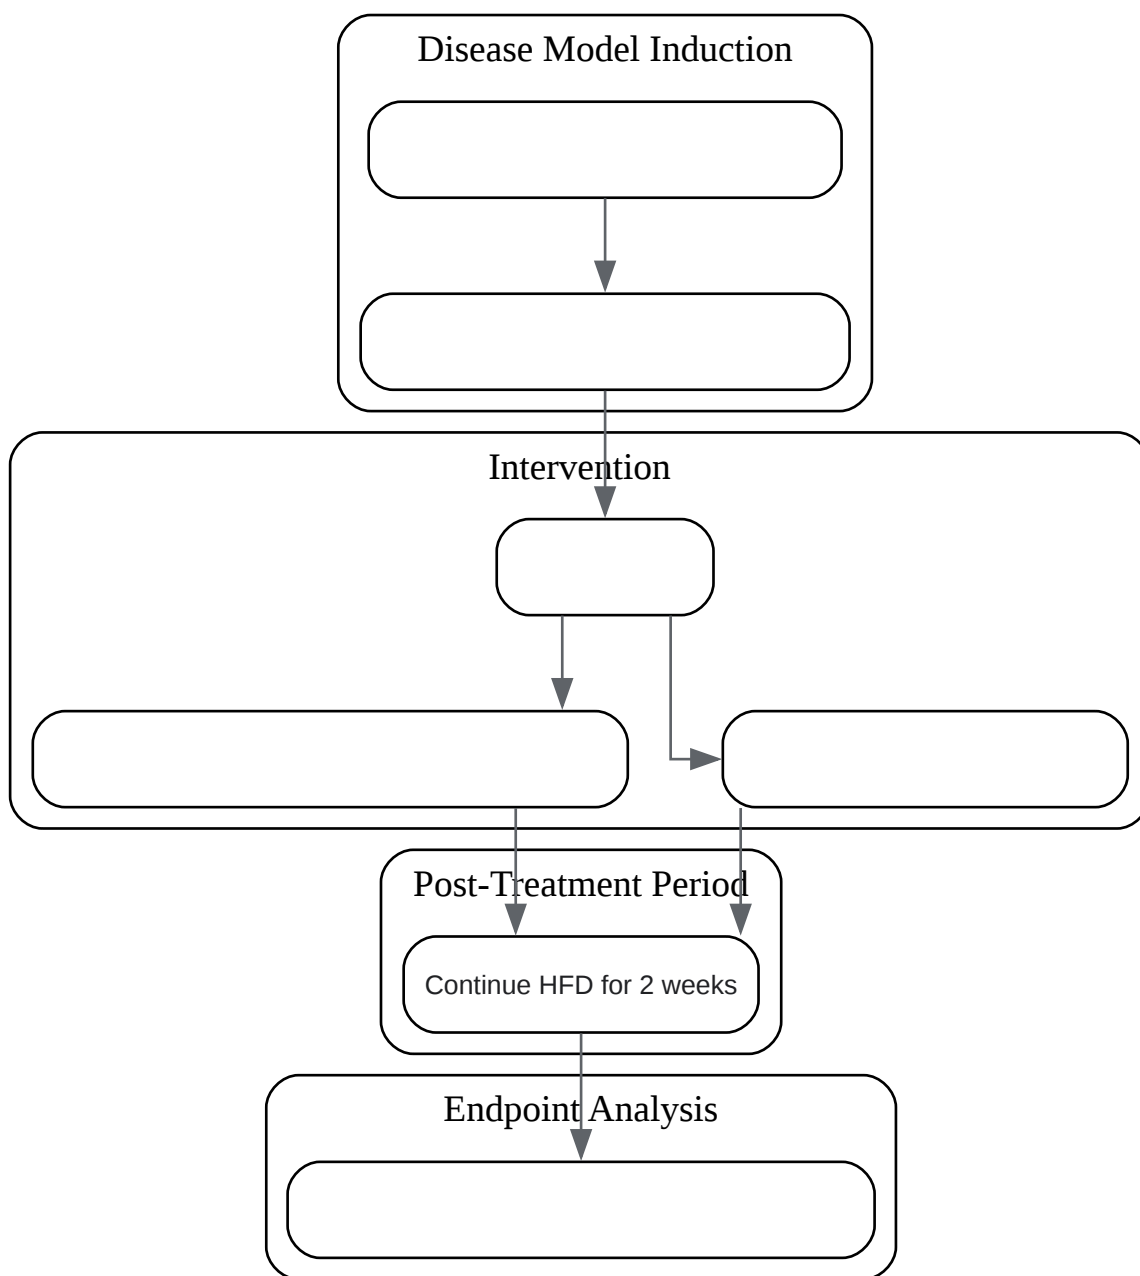 Disease Model Induction
Intervention
Post-Treatment Period
Continue HFD for 2 weeks
Endpoint Analysis